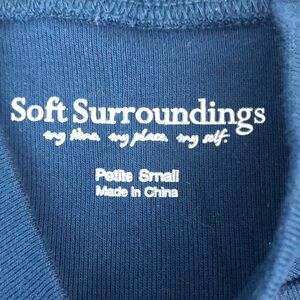 Soft Surroundings
my time. my place. my self.
Petite Small
Made in China